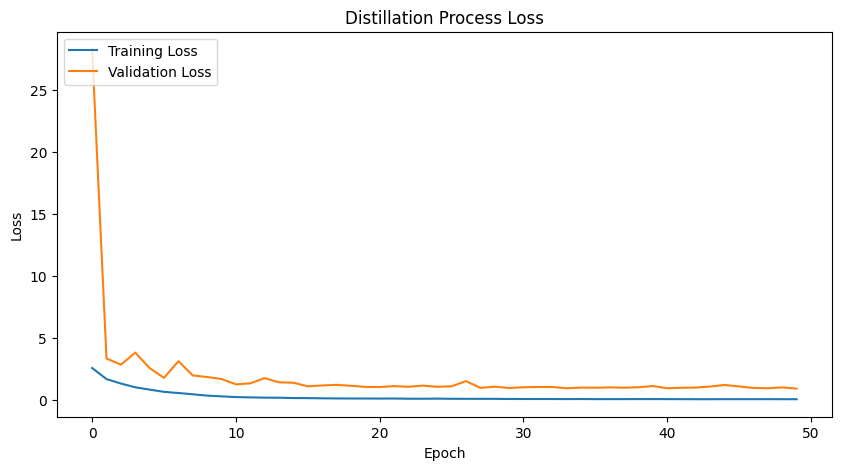 Distillation Process Loss
Training Loss
Validation Loss
25
20
15
10
5
0
Loss
0 10 20 30 40 50
Epoch